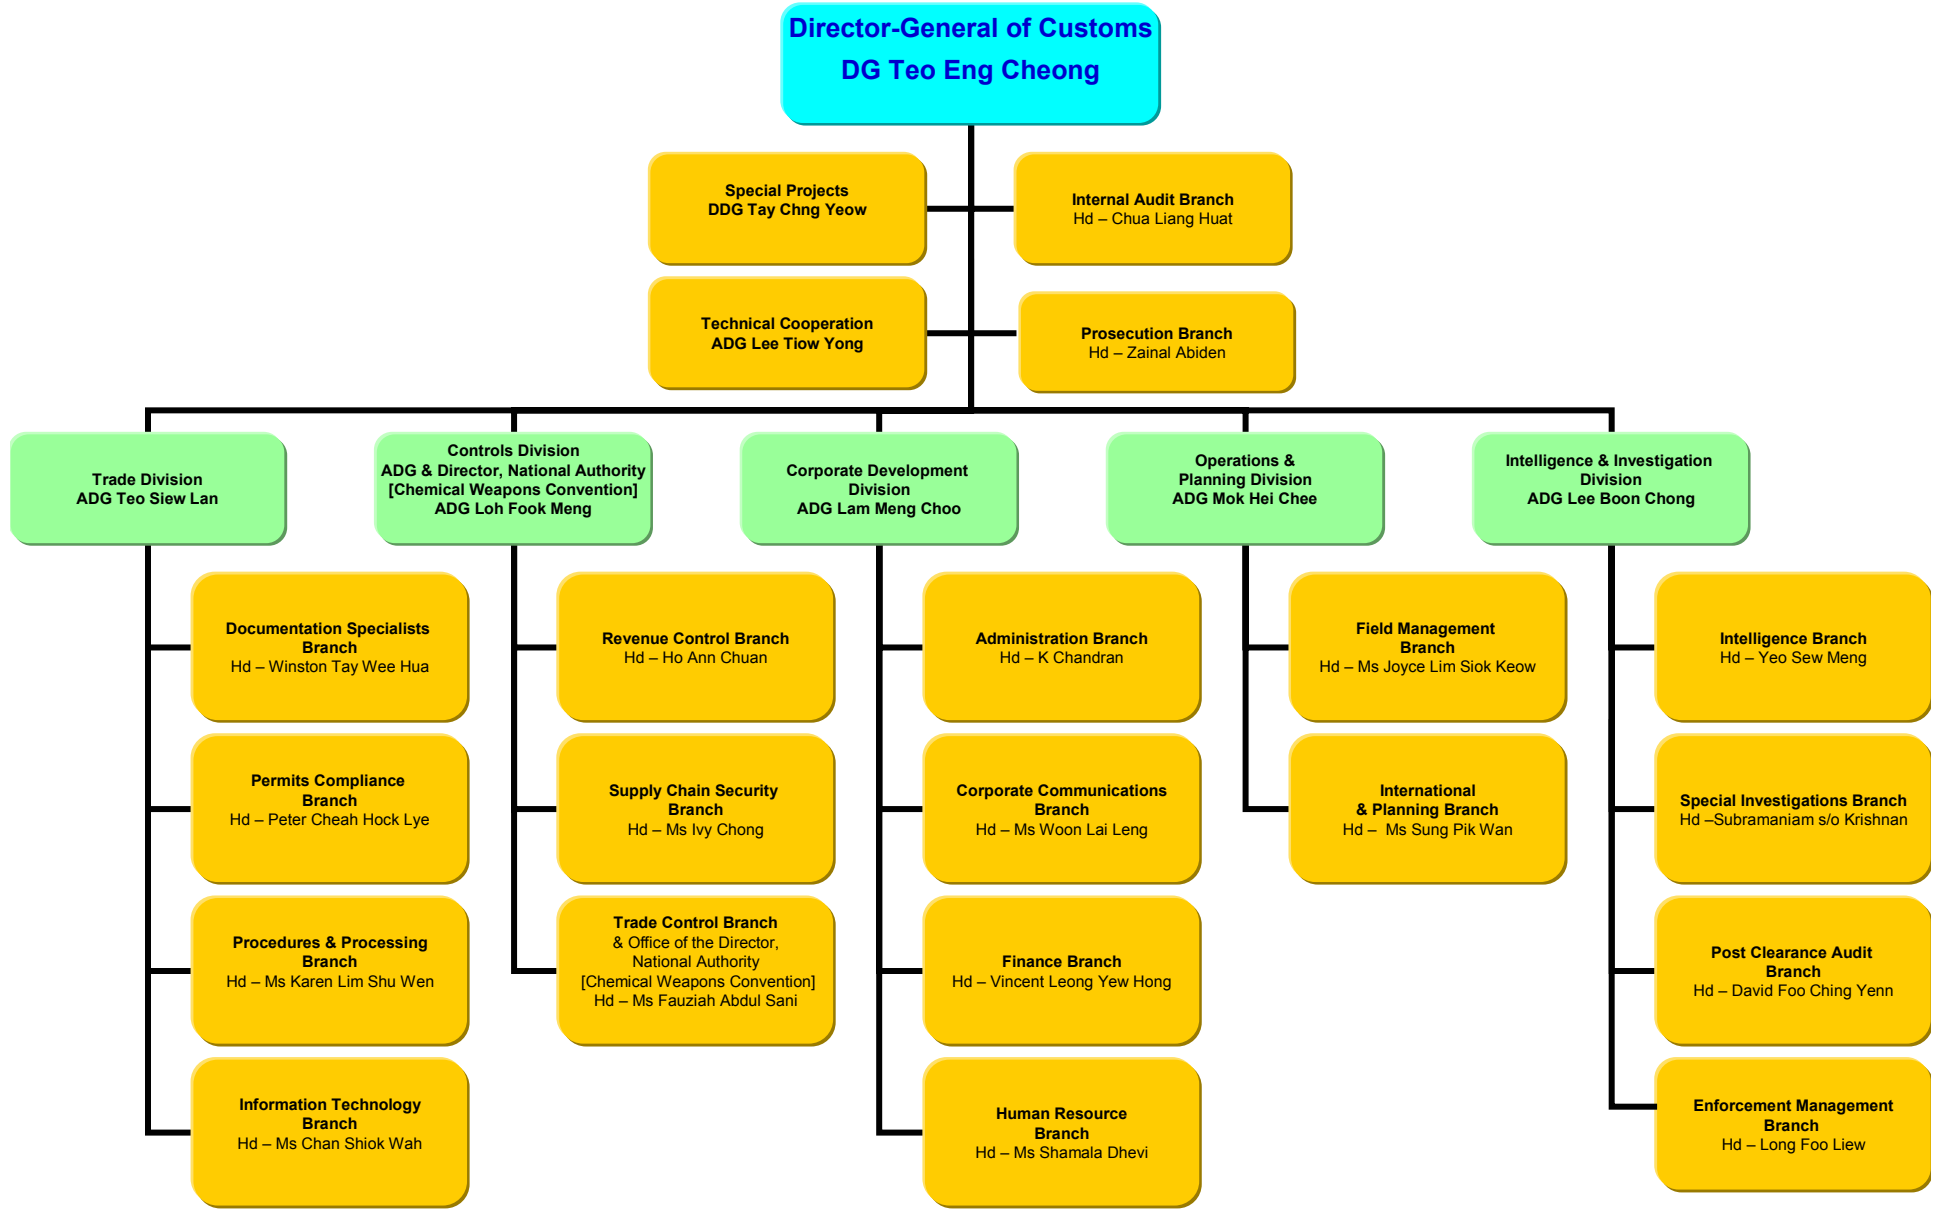 Director-General of Customs
DG Teo Eng Cheong
Special Projects
DDG Tay Chng Yeow
Internal Audit Branch
Hd – Chua Liang Huat
Technical Cooperation
ADG Lee Tiow Yong
Prosecution Branch
Hd – Zainal Abiden
Trade Division
ADG Teo Siew Lan
Controls Division
ADG & Director, National Authority
[Chemical Weapons Convention]
ADG Loh Fook Meng
Corporate Development
Division
ADG Lam Meng Choo
Operations &
Planning Division
ADG Mok Hei Chee
Intelligence & Investigation
Division
ADG Lee Boon Chong
Documentation Specialists
Branch
Hd – Winston Tay Wee Hua
Revenue Control Branch
Hd – Ho Ann Chuan
Administration Branch
Hd – K Chandran
Field Management
Branch
Hd – Ms Joyce Lim Siok Keow
Intelligence Branch
Hd – Yeo Sew Meng
Permits Compliance
Branch
Hd – Peter Cheah Hock Lye
Supply Chain Security
Branch
Hd – Ms Ivy Chong
Corporate Communications
Branch
Hd – Ms Woon Lai Leng
International
& Planning Branch
Hd –  Ms Sung Pik Wan
Special Investigations Branch
Hd –Subramaniam s/o Krishnan
Procedures & Processing
Branch
Hd – Ms Karen Lim Shu Wen
Trade Control Branch
& Office of the Director,
National Authority
[Chemical Weapons Convention]
Hd – Ms Fauziah Abdul Sani
Finance Branch
Hd – Vincent Leong Yew Hong
Post Clearance Audit
Branch
Hd – David Foo Ching Yenn
Information Technology
Branch
Hd – Ms Chan Shiok Wah
Human Resource
Branch
Hd – Ms Shamala Dhevi
Enforcement Management
Branch
Hd – Long Foo Liew